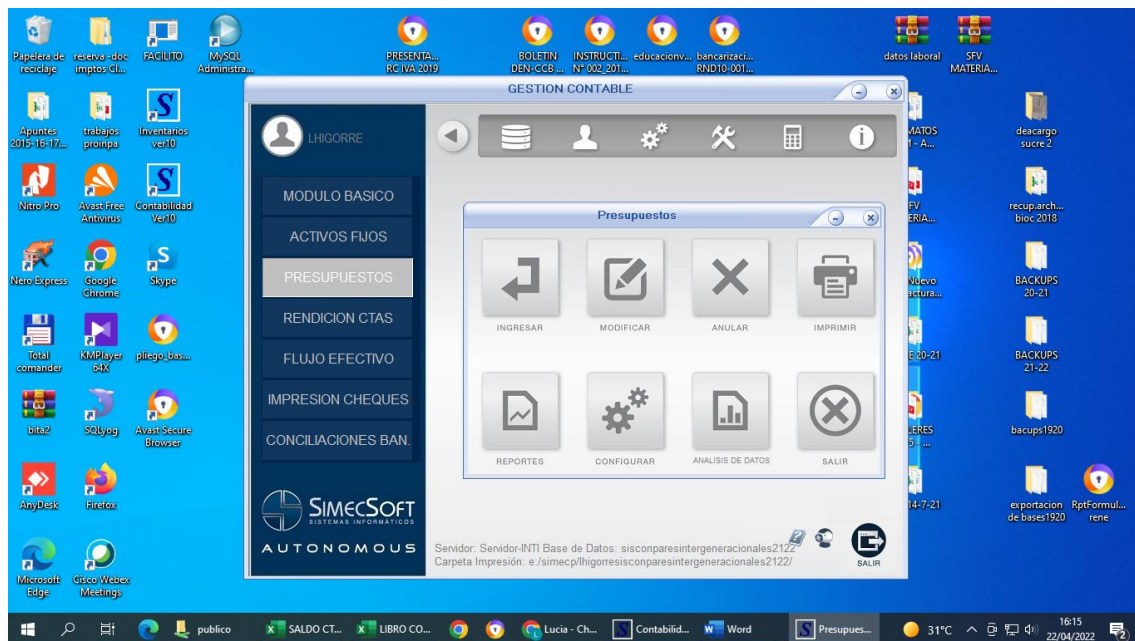 Papelera de reciclaje
reserva -doc imptos Cl...
FACILITO
MySQL Administra...
PRESENTA... RC IVA 2019
BOLETIN DEN-CCB ...
INSTRUCTI... N° 002_201...
educacionv...
bancarizaci... RND10-001...
datos laboral
SFV MATERIA...
Apuntes 2015-16-17...
trabajos proinpa
Inventarios ver10
deacargo sucre 2
Nitro Pro
Avast Free Antivirus
Contabilidad Ver10
recup.arch... bioc 2018
Nero Express
Google Chrome
Skype
BACKUPS 20-21
Total comander
KMPlayer 64X
pliego_bas...
BACKUPS 21-22
bita2
SQLyog
Avast Secure Browser
bacups1920
AnyDesk
Firefox
exportacion de bases1920
RptFormul... rene
Microsoft Edge
Cisco Webex Meetings
GESTION CONTABLE
LHIGORRE
MODULO BASICO
ACTIVOS FIJOS
PRESUPUESTOS
RENDICION CTAS
FLUJO EFECTIVO
IMPRESION CHEQUES
CONCILIACIONES BAN.
SIMECSOFT
SISTEMAS INFORMÁTICOS
AUTONOMOUS
Presupuestos
INGRESAR
MODIFICAR
ANULAR
IMPRIMIR
REPORTES
CONFIGURAR
ANALISIS DE DATOS
SALIR
Servidor: Servidor-INTI Base de Datos: sisconparesintergeneracionales2122
Carpeta Impresión: e:/simecp/lhigorresisconparesintergeneracionales2122/
SALIR
publico
SALDO CT...
LIBRO CO...
Lucia - Ch...
Contabilid...
Word
Presupues...
31°C
16:15
22/04/2022
2